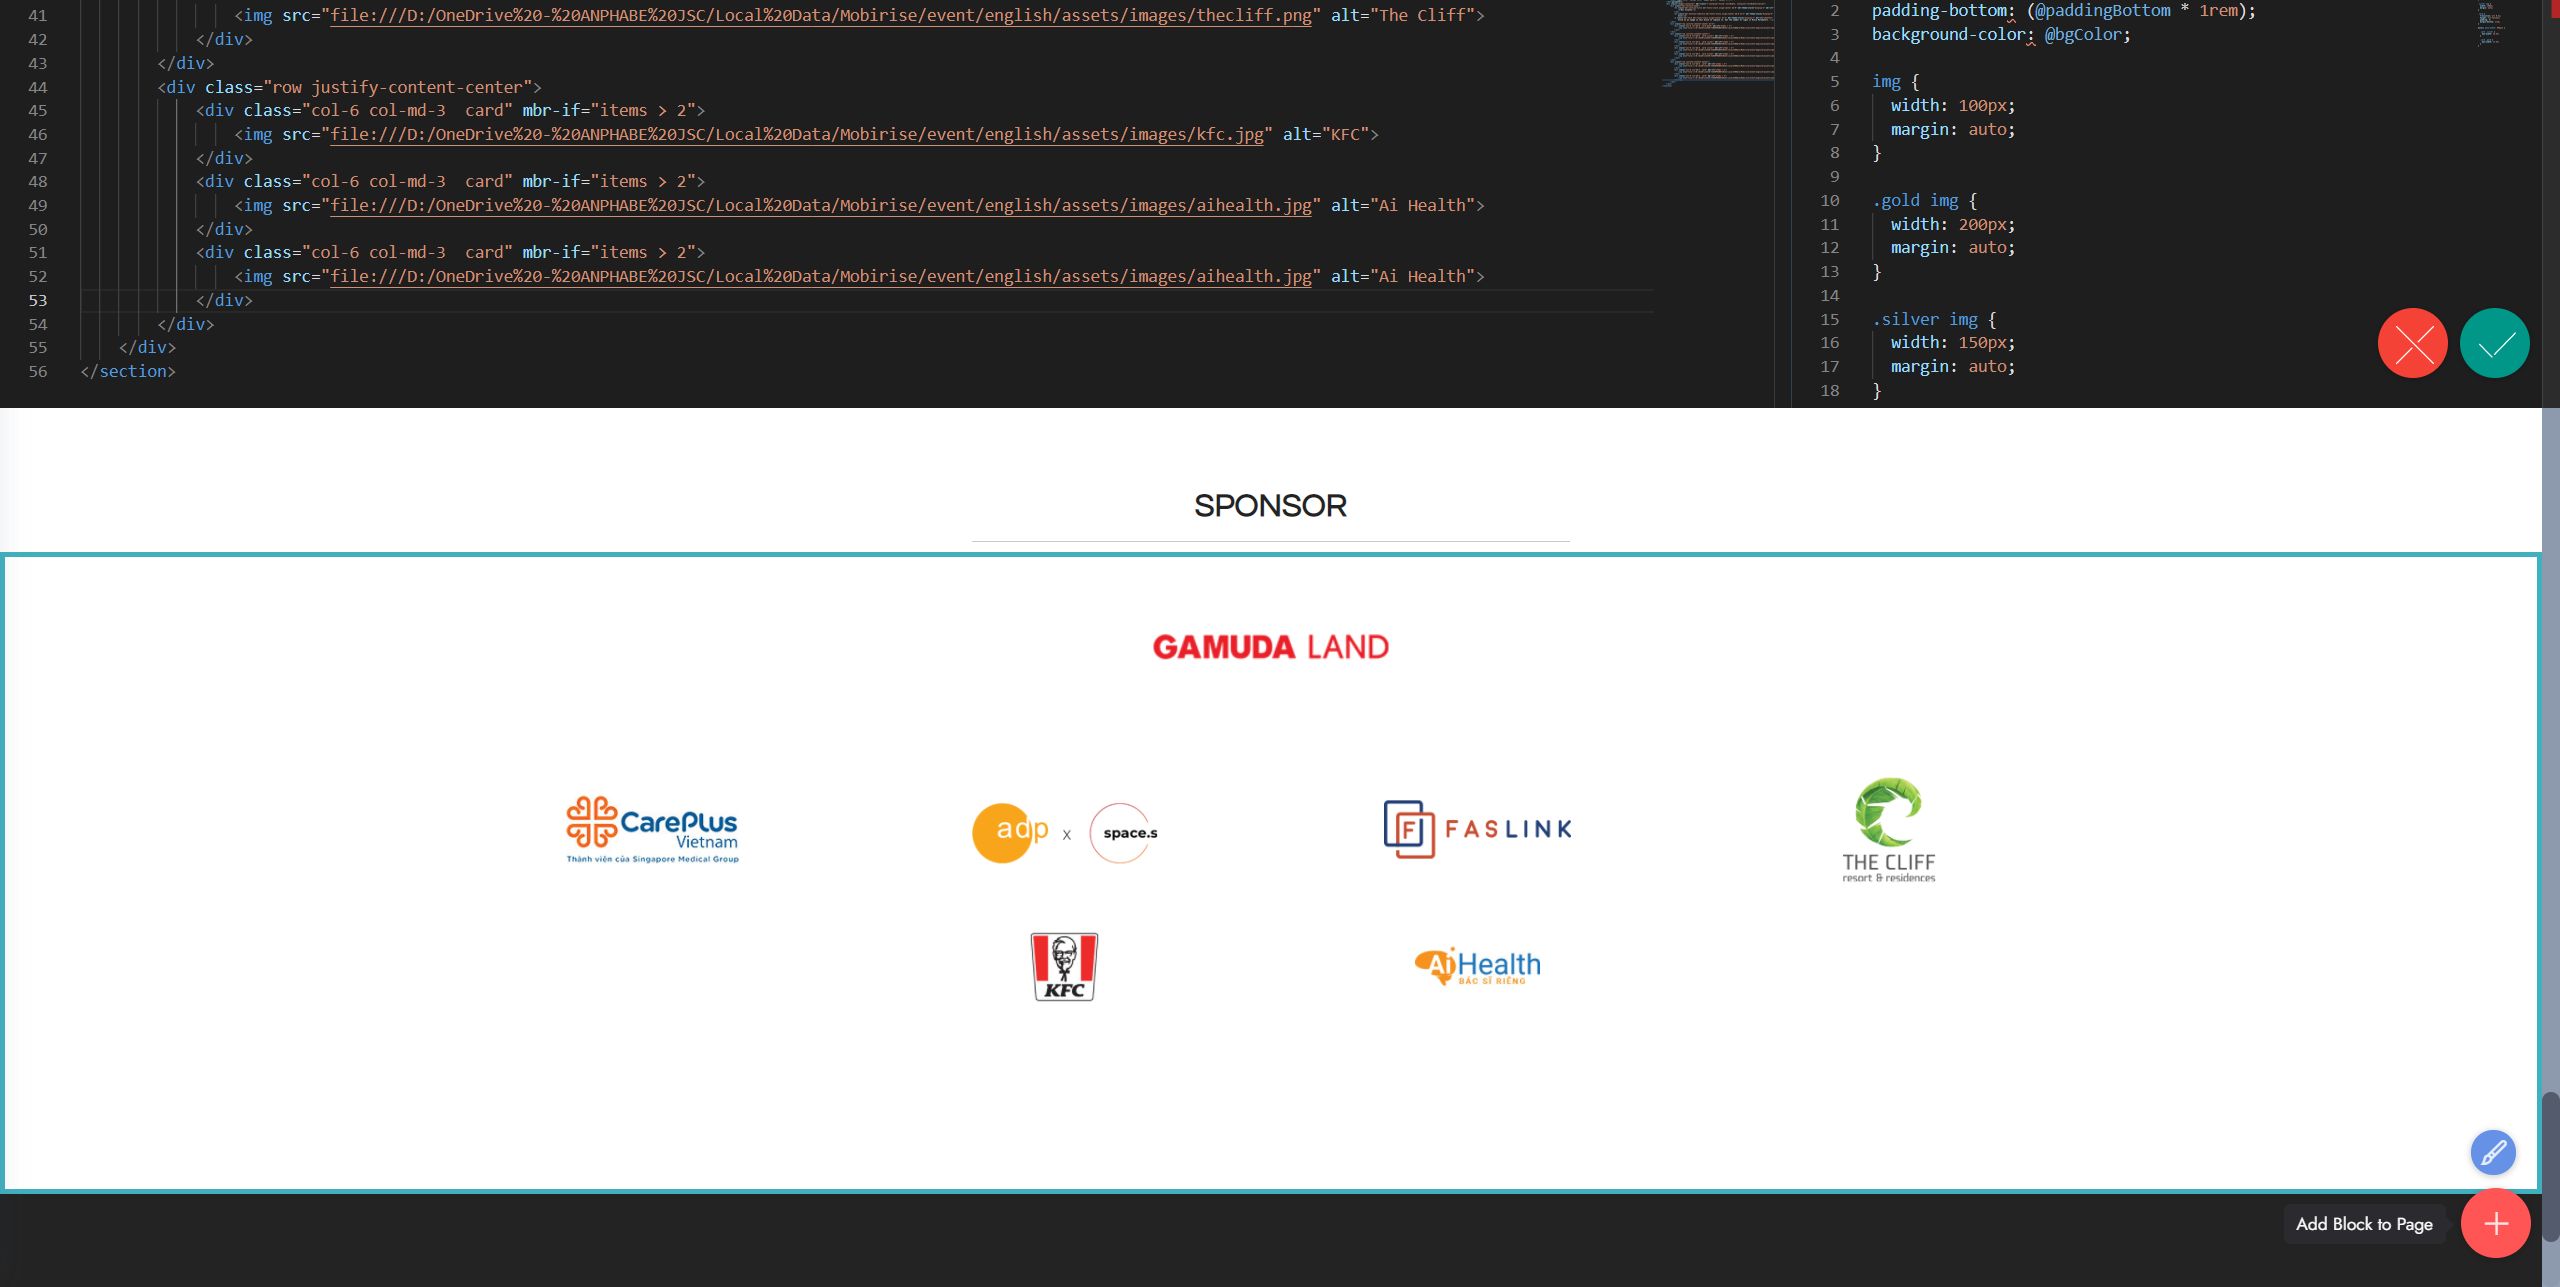 41 <img src="file:///D:/OneDrive%20-%20ANPHABE%20JSC/Local%20Data/Mobirise/event/english/assets/images/thecliff.png" alt="The Cliff">
42 </div>
43 </div>
44 <div class="row justify-content-center">
45 <div class="col-6 col-md-3  card" mbr-if="items > 2">
46 <img src="file:///D:/OneDrive%20-%20ANPHABE%20JSC/Local%20Data/Mobirise/event/english/assets/images/kfc.jpg" alt="KFC">
47 </div>
48 <div class="col-6 col-md-3  card" mbr-if="items > 2">
49 <img src="file:///D:/OneDrive%20-%20ANPHABE%20JSC/Local%20Data/Mobirise/event/english/assets/images/aihealth.jpg" alt="Ai Health">
50 </div>
51 <div class="col-6 col-md-3  card" mbr-if="items > 2">
52 <img src="file:///D:/OneDrive%20-%20ANPHABE%20JSC/Local%20Data/Mobirise/event/english/assets/images/aihealth.jpg" alt="Ai Health">
53 </div>
54 </div>
55 </div>
56 </section>
2 padding-bottom: (@paddingBottom * 1rem);
3 background-color: @bgColor;
4
5 img {
6 width: 100px;
7 margin: auto;
8 }
9
10 .gold img {
11 width: 200px;
12 margin: auto;
13 }
14
15 .silver img {
16 width: 150px;
17 margin: auto;
18 }
SPONSOR
GAMUDA LAND
CarePlus
Vietnam
Thành viên của Singapore Medical Group
adp x space.s
F FASLINK
THE CLIFF
resort & residences
KFC
AiHealth
BÁC SĨ RIÊNG
Add Block to Page